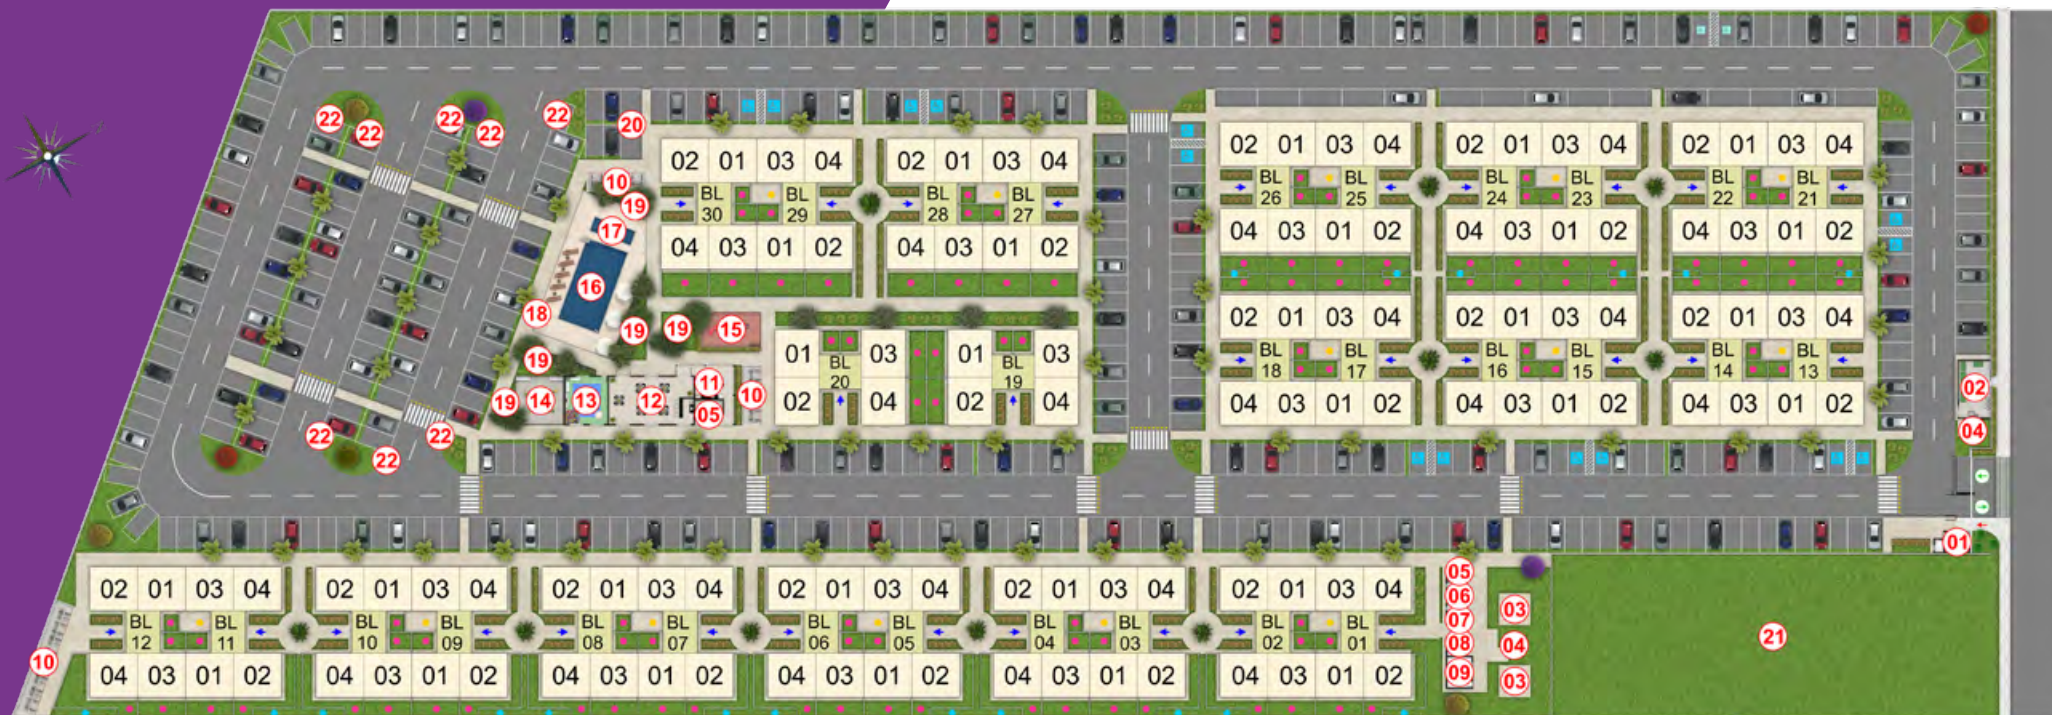 22 22 22 22 22 20
10
19
17
16
18 19 19 15
19
19 14 13 12 11 10
05
22 22
22
02 01 03 04 02 01 03 04
BL 30 BL 29 BL 28 BL 27
04 03 01 02 04 03 01 02
01 03 01 03
BL 20 BL 19
02 04 02 04
02 01 03 04 02 01 03 04 02 01 03 04
BL 26 BL 25 BL 24 BL 23 BL 22 BL 21
04 03 01 02 04 03 01 02 04 03 01 02
02 01 03 04 02 01 03 04 02 01 03 04
BL 18 BL 17 BL 16 BL 15 BL 14 BL 13
04 03 01 02 04 03 01 02 04 03 01 02
02
04
01
02 01 03 04 02 01 03 04 02 01 03 04 02 01 03 04 02 01 03 04 02 01 03 04
BL 12 BL 11 BL 10 BL 09 BL 08 BL 07 BL 06 BL 05 BL 04 BL 03 BL 02 BL 01
04 03 01 02 04 03 01 02 04 03 01 02 04 03 01 02 04 03 01 02 04 03 01 02
10
05
06 03
07
08 04
09 03
21